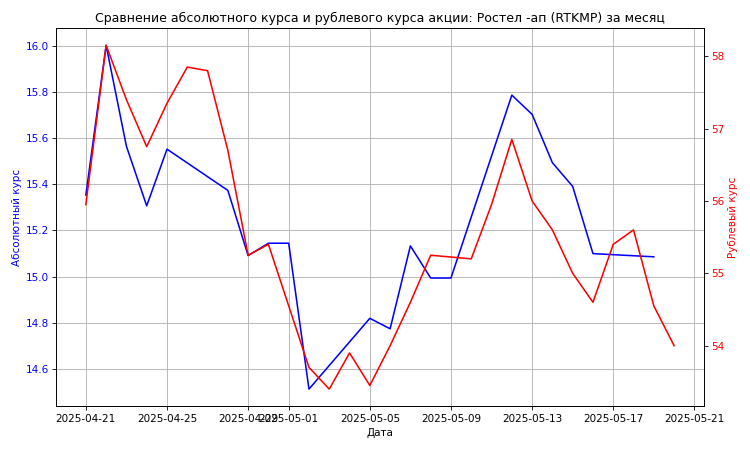 Сравнение абсолютного курса и рублевого курса акции: Ростел -ап (RTKMP) за месяц
16.0
15.8
15.6
15.4
15.2
15.0
14.8
14.6
Абсолютный курс
58
57
56
55
54
Рублевый курс
2025-04-21 2025-04-25 2025-04-29 2025-05-01 2025-05-05 2025-05-09 2025-05-13 2025-05-17 2025-05-21
Дата